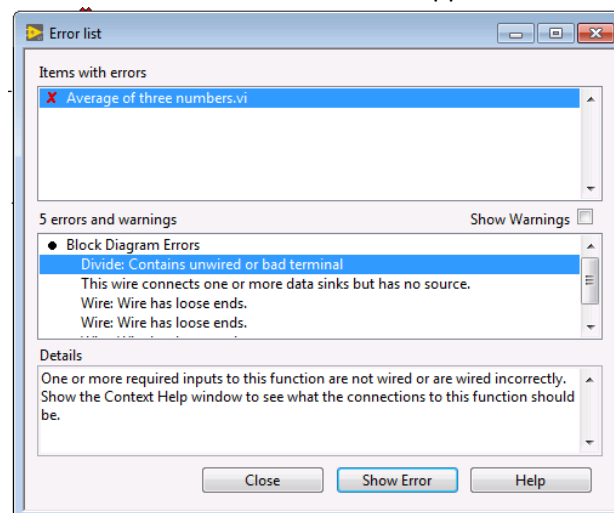 Error list
Items with errors
Average of three numbers.vi
5 errors and warnings
Show Warnings
Block Diagram Errors
Divide: Contains unwired or bad terminal
This wire connects one or more data sinks but has no source.
Wire: Wire has loose ends.
Wire: Wire has loose ends.
Details
One or more required inputs to this function are not wired or are wired incorrectly.
Show the Context Help window to see what the connections to this function should
be.
Close
Show Error
Help